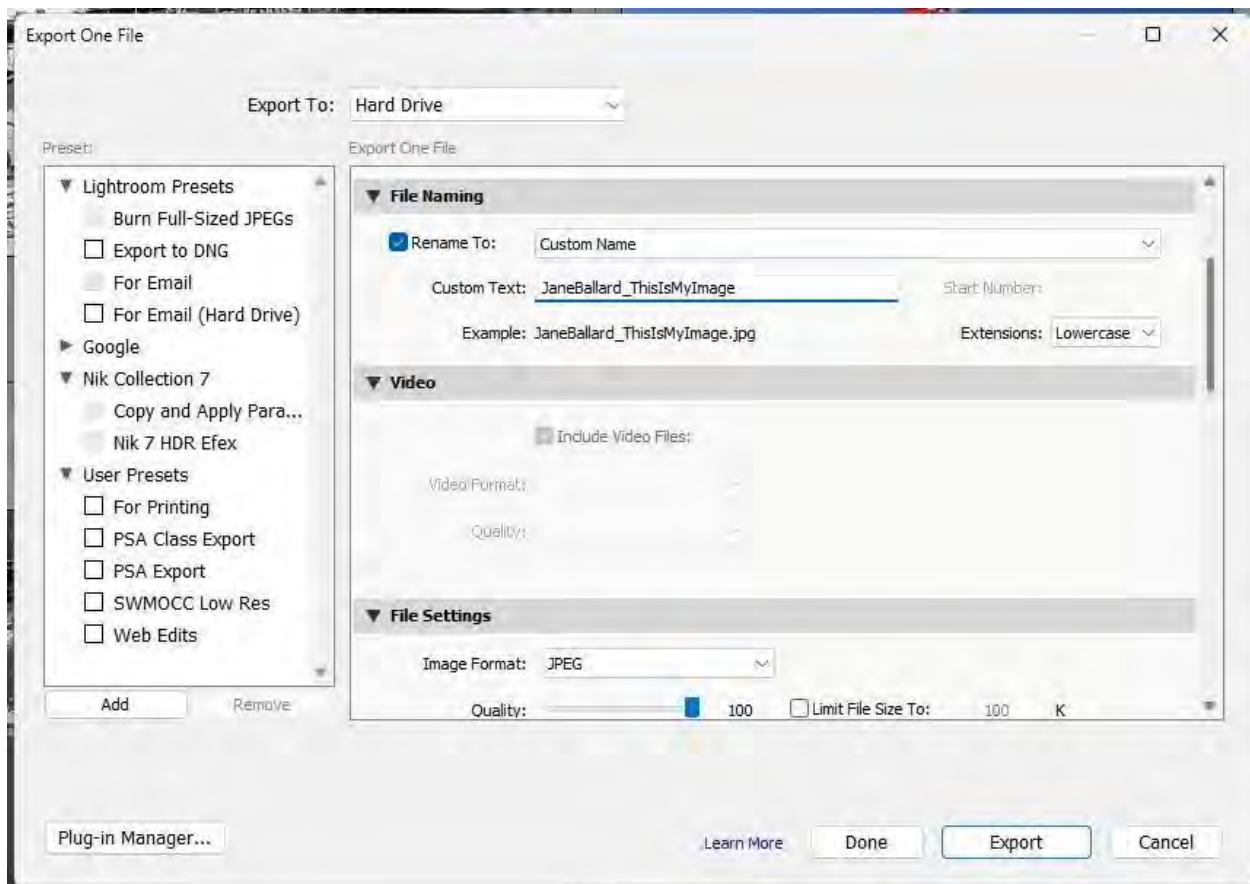 Export One File
Export To: Hard Drive
Preset:
Lightroom Presets
Burn Full-Sized JPEGs
Export to DNG
For Email
For Email (Hard Drive)
Google
Nik Collection 7
Copy and Apply Para...
Nik 7 HDR Efex
User Presets
For Printing
PSA Class Export
PSA Export
SWMOCC Low Res
Web Edits
Add Remove
Export One File
File Naming
Rename To: Custom Name
Custom Text: JaneBallard_ThisIsMyImage Start Number:
Example: JaneBallard_ThisIsMyImage.jpg Extensions: Lowercase
Video
Include Video Files:
Video Format:
Quality:
File Settings
Image Format: JPEG
Quality: 100 Limit File Size To: 100 K
Plug-in Manager... Learn More Done Export Cancel